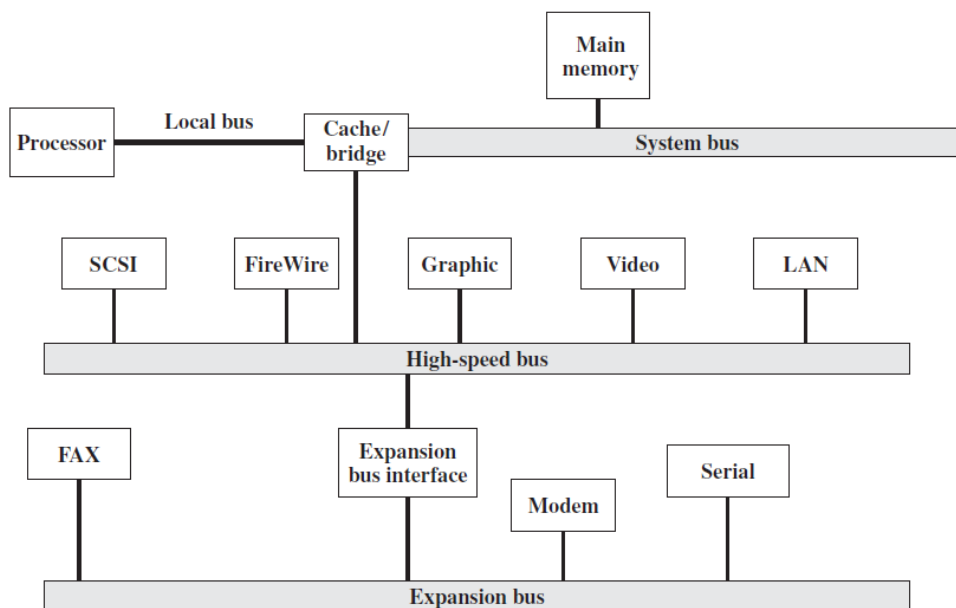 Main
memory
Local bus
Processor
Cache/
bridge
System bus
SCSI
FireWire
Graphic
Video
LAN
High-speed bus
FAX
Expansion
bus interface
Modem
Serial
Expansion bus